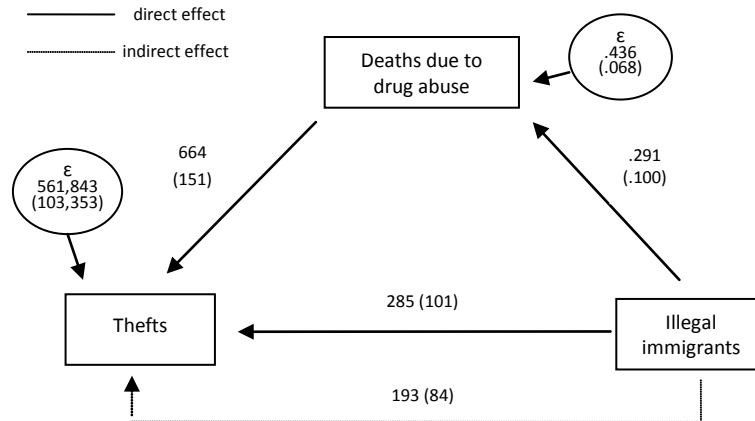 direct effect
indirect effect
Deaths due to
drug abuse
ε
.436
(.068)
664
(151)
.291
(.100)
ε
561,843
(103,353)
285 (101)
Thefts
Illegal
immigrants
193 (84)